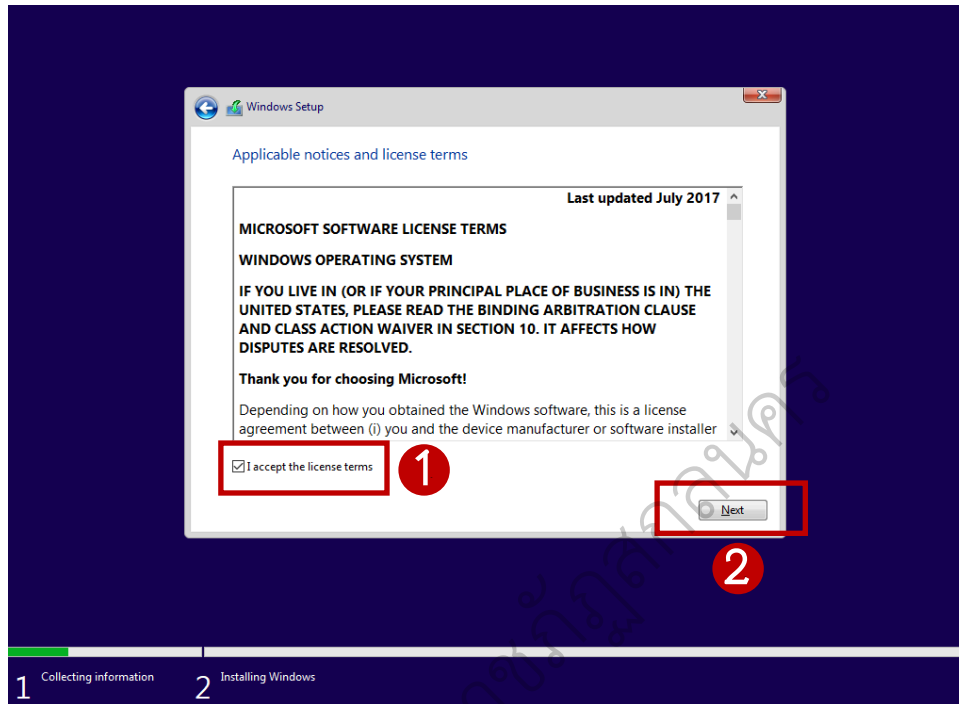 Windows Setup
Applicable notices and license terms
Last updated July 2017
MICROSOFT SOFTWARE LICENSE TERMS
WINDOWS OPERATING SYSTEM
IF YOU LIVE IN (OR IF YOUR PRINCIPAL PLACE OF BUSINESS IS IN) THE
UNITED STATES, PLEASE READ THE BINDING ARBITRATION CLAUSE
AND CLASS ACTION WAIVER IN SECTION 10. IT AFFECTS HOW
DISPUTES ARE RESOLVED.
Thank you for choosing Microsoft!
Depending on how you obtained the Windows software, this is a license
agreement between (i) you and the device manufacturer or software installer
I accept the license terms
1
Next
2
1 Collecting information
2 Installing Windows